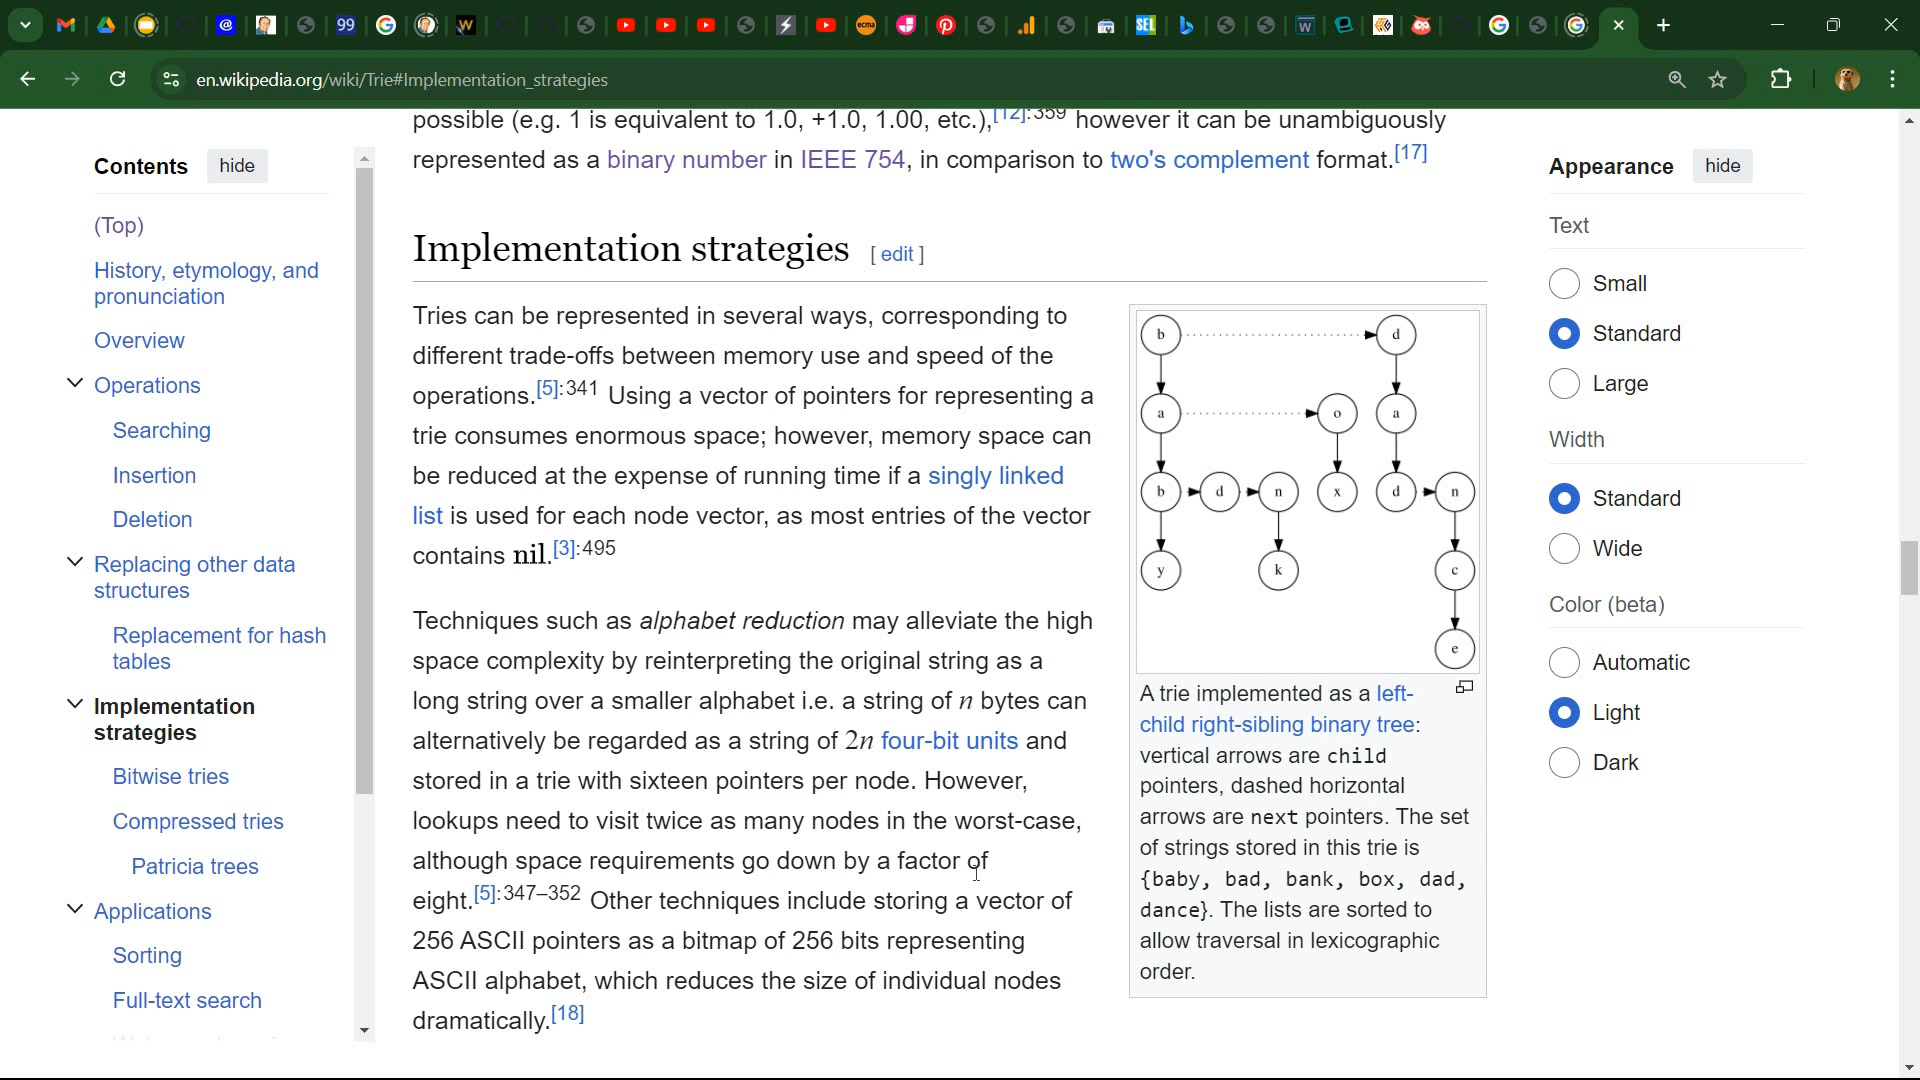 @
99
W
ecma
SEL
W
en.wikipedia.org/wiki/Trie#Implementation_strategies
Contents
hide
(Top)
History, etymology, and
pronunciation
Overview
Operations
Searching
Insertion
Deletion
Replacing other data
structures
Replacement for hash
tables
Implementation
strategies
Bitwise tries
Compressed tries
Patricia trees
Applications
Sorting
Full-text search
possible (e.g. 1 is equivalent to 1.0, +1.0, 1.00, etc.),[12]:359 however it can be unambiguously
represented as a binary number in IEEE 754, in comparison to two's complement format.[17]
Implementation strategies [ edit ]
Tries can be represented in several ways, corresponding to
different trade-offs between memory use and speed of the
operations.[5]:341 Using a vector of pointers for representing a
trie consumes enormous space; however, memory space can
be reduced at the expense of running time if a singly linked
list is used for each node vector, as most entries of the vector
contains nil.[3]:495
Techniques such as alphabet reduction may alleviate the high
space complexity by reinterpreting the original string as a
long string over a smaller alphabet i.e. a string of n bytes can
alternatively be regarded as a string of 2n four-bit units and
stored in a trie with sixteen pointers per node. However,
lookups need to visit twice as many nodes in the worst-case,
although space requirements go down by a factor of
eight.[5]:347–352 Other techniques include storing a vector of
256 ASCII pointers as a bitmap of 256 bits representing
ASCII alphabet, which reduces the size of individual nodes
dramatically.[18]
b d
a o a
b d n x d n
y k c
e
A trie implemented as a left-
child right-sibling binary tree:
vertical arrows are child
pointers, dashed horizontal
arrows are next pointers. The set
of strings stored in this trie is
{baby, bad, bank, box, dad,
dance}. The lists are sorted to
allow traversal in lexicographic
order.
Appearance
hide
Text
Small
Standard
Large
Width
Standard
Wide
Color (beta)
Automatic
Light
Dark